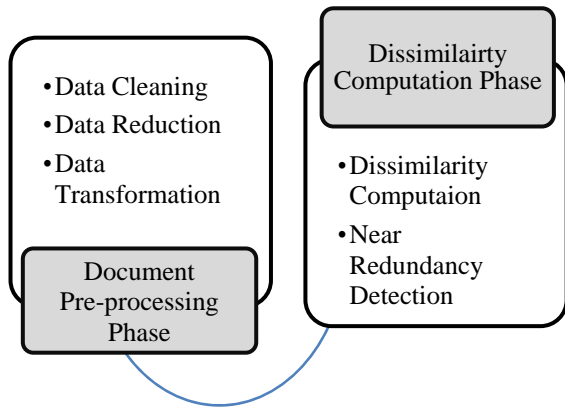 •Data Cleaning
•Data Reduction
•Data
Transformation
Document
Pre-processing
Phase
Dissimilairty
Computation Phase
•Dissimilarity
Computaion
•Near
Redundancy
Detection